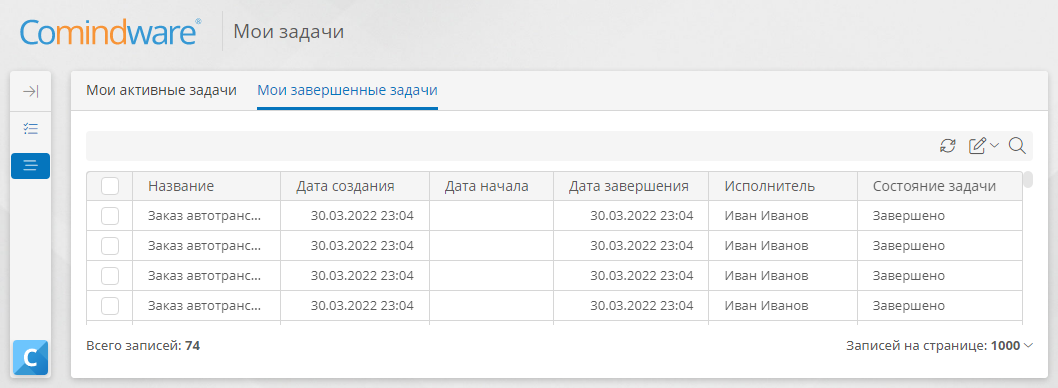 Comindware® Мои задачи
Мои активные задачи Мои завершенные задачи
Название Дата создания Дата начала Дата завершения Исполнитель Состояние задачи
Заказ автотранс... 30.03.2022 23:04 30.03.2022 23:04 Иван Иванов Завершено
Заказ автотранс... 30.03.2022 23:04 30.03.2022 23:04 Иван Иванов Завершено
Заказ автотранс... 30.03.2022 23:04 30.03.2022 23:04 Иван Иванов Завершено
Заказ автотранс... 30.03.2022 23:04 30.03.2022 23:04 Иван Иванов Завершено
C
Всего записей: 74 Записей на странице: 1000